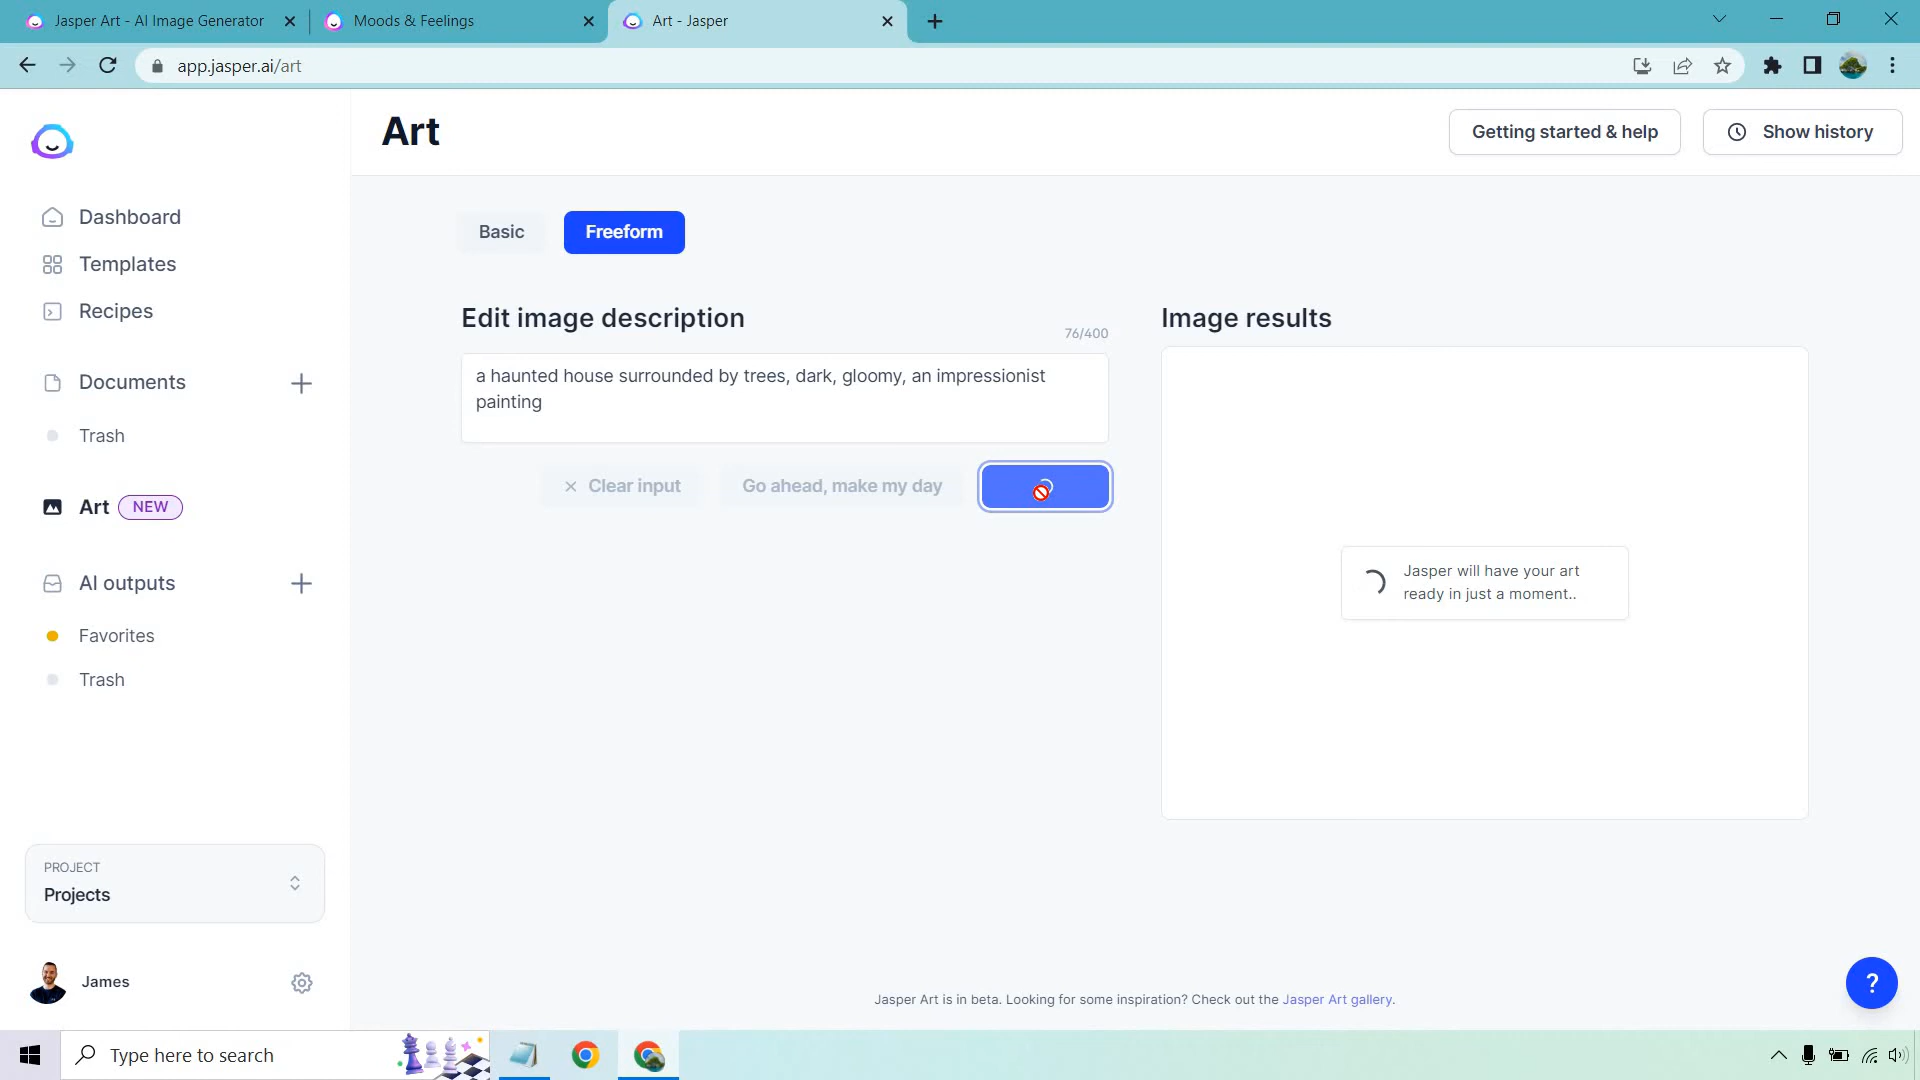 Jasper Art - AI Image Generator
Moods & Feelings
Art - Jasper
app.jasper.ai/art
Art
Getting started & help
Show history
Dashboard
Templates
Recipes
Documents
Trash
Art NEW
AI outputs
Favorites
Trash
PROJECT
Projects
James
Basic
Freeform
Edit image description
76/400
a haunted house surrounded by trees, dark, gloomy, an impressionist
painting
Clear input
Go ahead, make my day
Image results
Jasper will have your art
ready in just a moment..
Jasper Art is in beta. Looking for some inspiration? Check out the Jasper Art gallery.
?
Type here to search